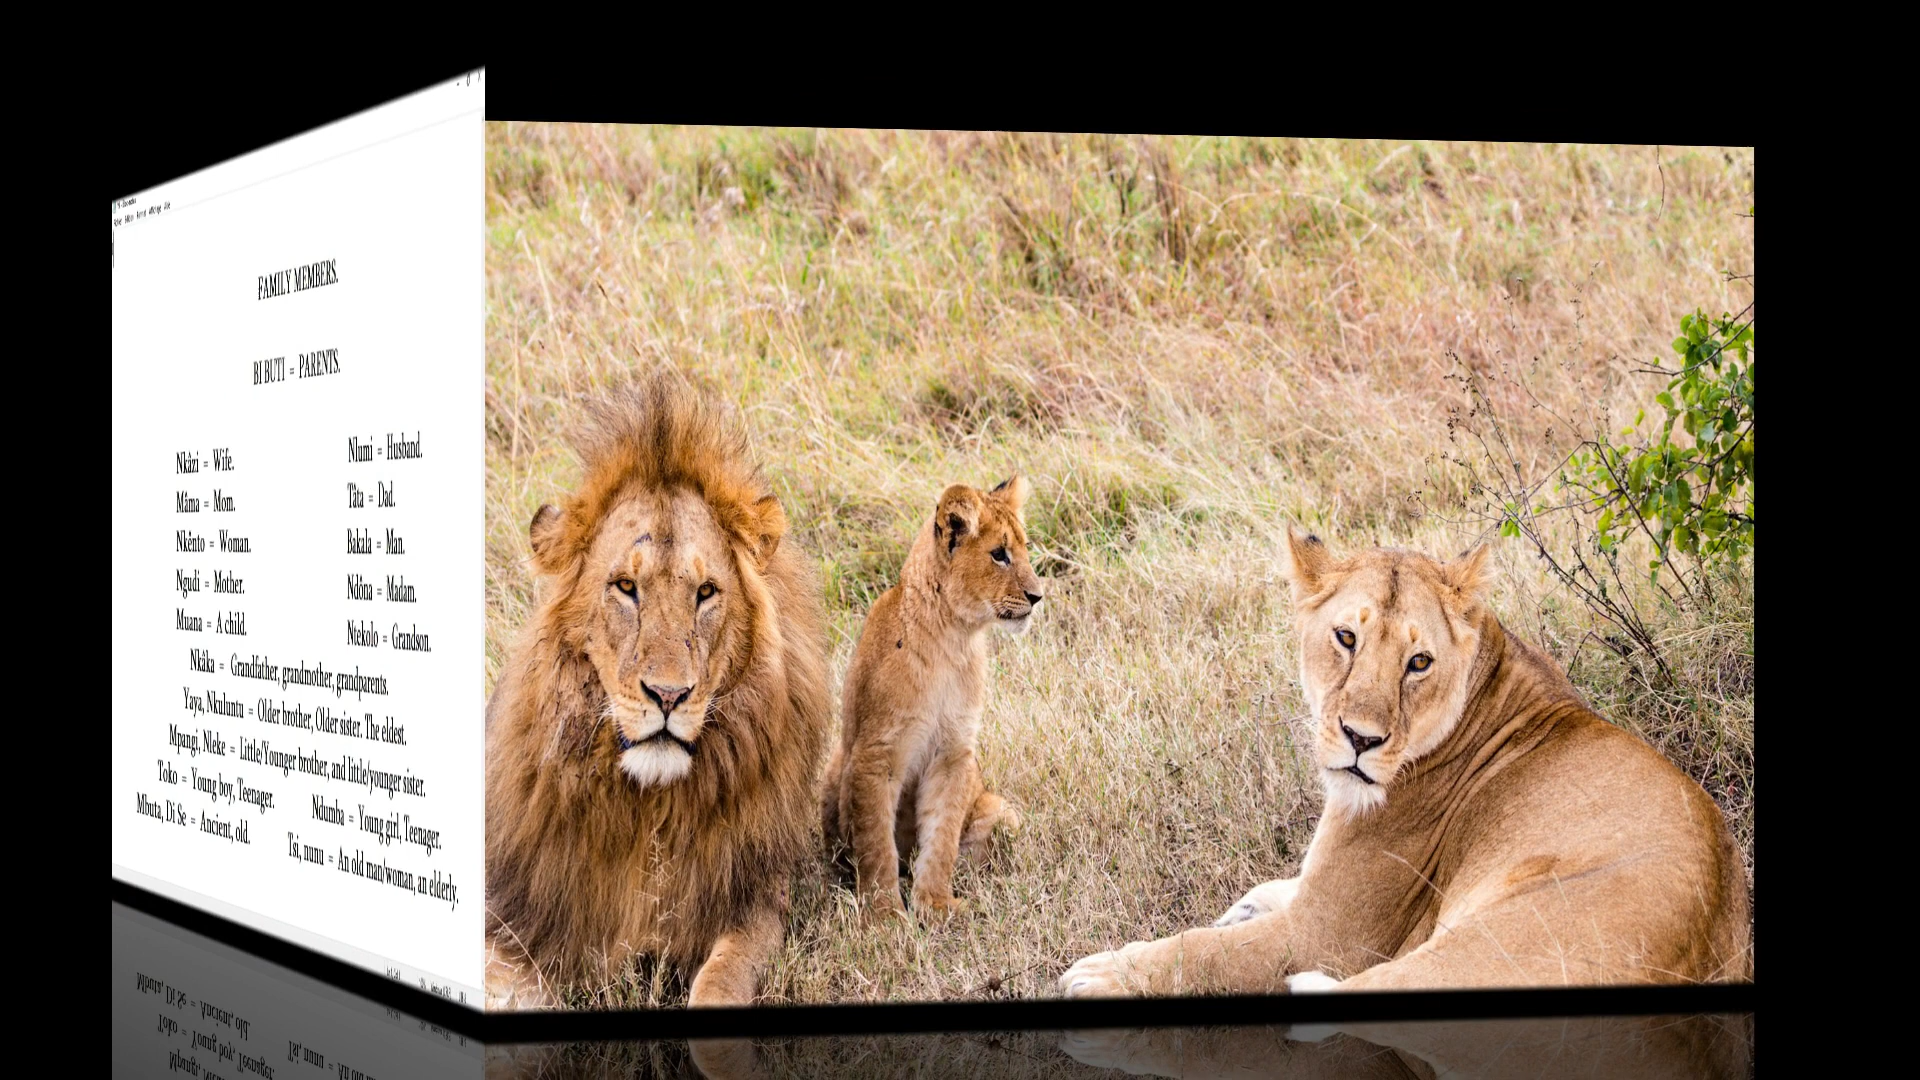 FAMILY MEMBERS.
BI BUTI = PARENTS.
Nkâzi = Wife. Nlumi = Husband.
Mâma = Mom. Tâta = Dad.
Nkênto = Woman. Bakala = Man.
Ngudi = Mother. Ndôna = Madam.
Muana = A child. Ntekolo = Grandson.
Nkâka = Grandfather, grandmother, grandparents.
Yaya, Nkuluntu = Older brother, Older sister. The eldest.
Mpangi, Nleke = Little/Younger brother, and little/younger sister.
Toko = Young boy, Teenager. Ndumba = Young girl, Teenager.
Mbuta, Di Se = Ancient, old. Tsi, nunu = An old man/woman, an elderly.